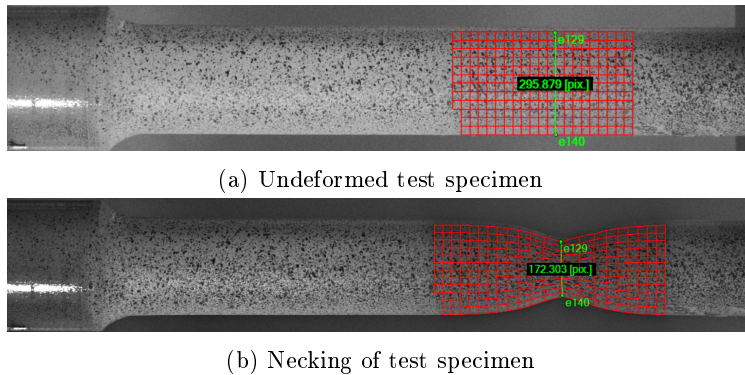 e129
295.879 [pix.]
e140
(a) Undeformed test specimen
e129
172.303 [pix.]
e140
(b) Necking of test specimen